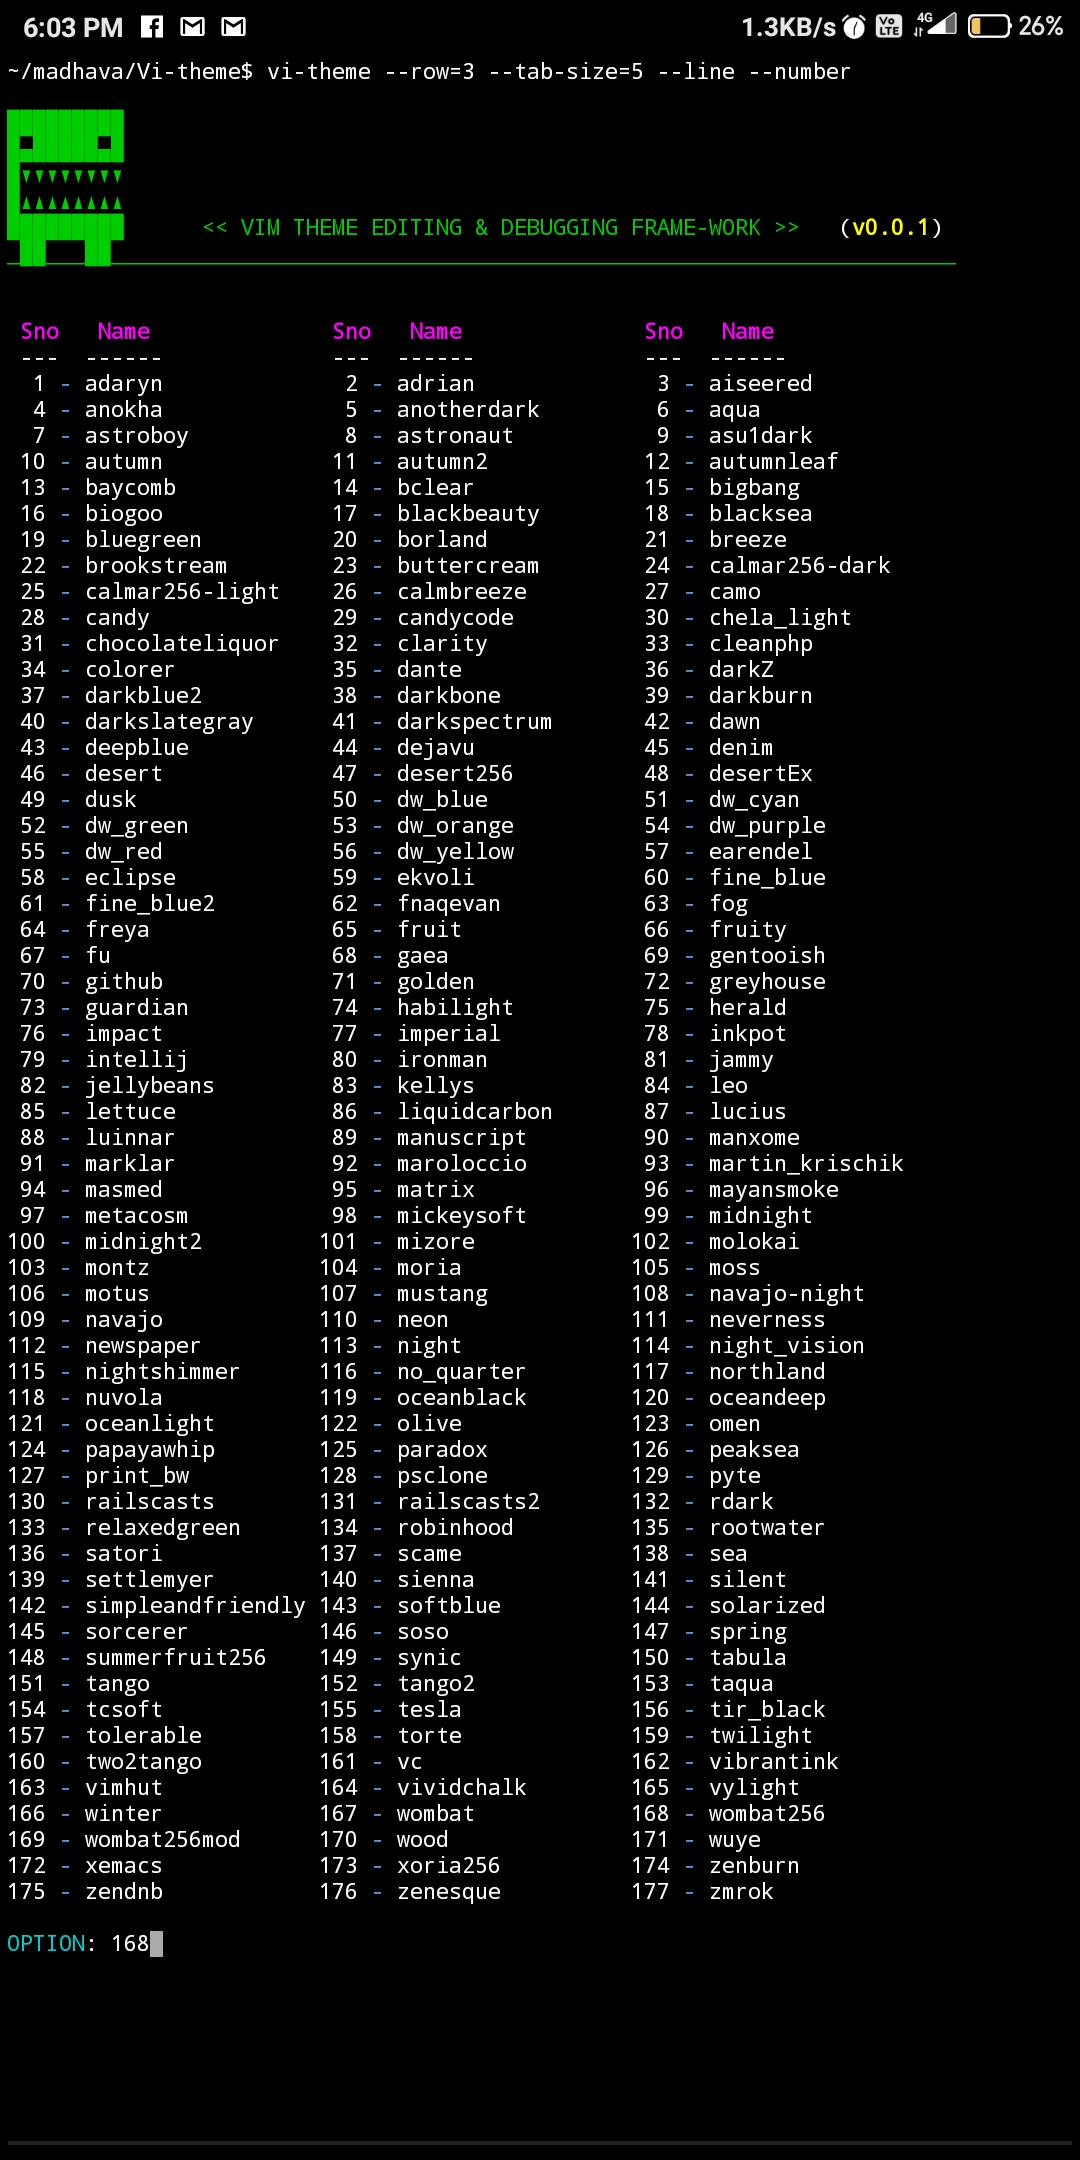 6:03 PM 1.3KB/s Vo LTE 4G 26%
~/madhava/Vi-theme$ vi-theme --row=3 --tab-size=5 --line --number
<< VIM THEME EDITING & DEBUGGING FRAME-WORK >> (v0.0.1)
Sno Name Sno Name Sno Name
--- ------ --- ------ --- ------
1 - adaryn 2 - adrian 3 - aiseered
4 - anokha 5 - anotherdark 6 - aqua
7 - astroboy 8 - astronaut 9 - asu1dark
10 - autumn 11 - autumn2 12 - autumnleaf
13 - baycomb 14 - bclear 15 - bigbang
16 - biogoo 17 - blackbeauty 18 - blacksea
19 - bluegreen 20 - borland 21 - breeze
22 - brookstream 23 - buttercream 24 - calmar256-dark
25 - calmar256-light 26 - calmbreeze 27 - camo
28 - candy 29 - candycode 30 - chela_light
31 - chocolateliquor 32 - clarity 33 - cleanphp
34 - colorer 35 - dante 36 - darkZ
37 - darkblue2 38 - darkbone 39 - darkburn
40 - darkslategray 41 - darkspectrum 42 - dawn
43 - deepblue 44 - dejavu 45 - denim
46 - desert 47 - desert256 48 - desertEx
49 - dusk 50 - dw_blue 51 - dw_cyan
52 - dw_green 53 - dw_orange 54 - dw_purple
55 - dw_red 56 - dw_yellow 57 - earendel
58 - eclipse 59 - ekvoli 60 - fine_blue
61 - fine_blue2 62 - fnaqevan 63 - fog
64 - freya 65 - fruit 66 - fruity
67 - fu 68 - gaea 69 - gentooish
70 - github 71 - golden 72 - greyhouse
73 - guardian 74 - habilight 75 - herald
76 - impact 77 - imperial 78 - inkpot
79 - intellij 80 - ironman 81 - jammy
82 - jellybeans 83 - kellys 84 - leo
85 - lettuce 86 - liquidcarbon 87 - lucius
88 - luinnar 89 - manuscript 90 - manxome
91 - marklar 92 - maroloccio 93 - martin_krischik
94 - masmed 95 - matrix 96 - mayansmoke
97 - metacosm 98 - mickeysoft 99 - midnight
100 - midnight2 101 - mizore 102 - molokai
103 - montz 104 - moria 105 - moss
106 - motus 107 - mustang 108 - navajo-night
109 - navajo 110 - neon 111 - neverness
112 - newspaper 113 - night 114 - night_vision
115 - nightshimmer 116 - no_quarter 117 - northland
118 - nuvola 119 - oceanblack 120 - oceandeep
121 - oceanlight 122 - olive 123 - omen
124 - papayawhip 125 - paradox 126 - peaksea
127 - print_bw 128 - psclone 129 - pyte
130 - railscasts 131 - railscasts2 132 - rdark
133 - relaxedgreen 134 - robinhood 135 - rootwater
136 - satori 137 - scame 138 - sea
139 - settlemyer 140 - sienna 141 - silent
142 - simpleandfriendly 143 - softblue 144 - solarized
145 - sorcerer 146 - soso 147 - spring
148 - summerfruit256 149 - synic 150 - tabula
151 - tango 152 - tango2 153 - taqua
154 - tcsoft 155 - tesla 156 - tir_black
157 - tolerable 158 - torte 159 - twilight
160 - two2tango 161 - vc 162 - vibrantink
163 - vimhut 164 - vividchalk 165 - vylight
166 - winter 167 - wombat 168 - wombat256
169 - wombat256mod 170 - wood 171 - wuye
172 - xemacs 173 - xoria256 174 - zenburn
175 - zendnb 176 - zenesque 177 - zmrok
OPTION: 168